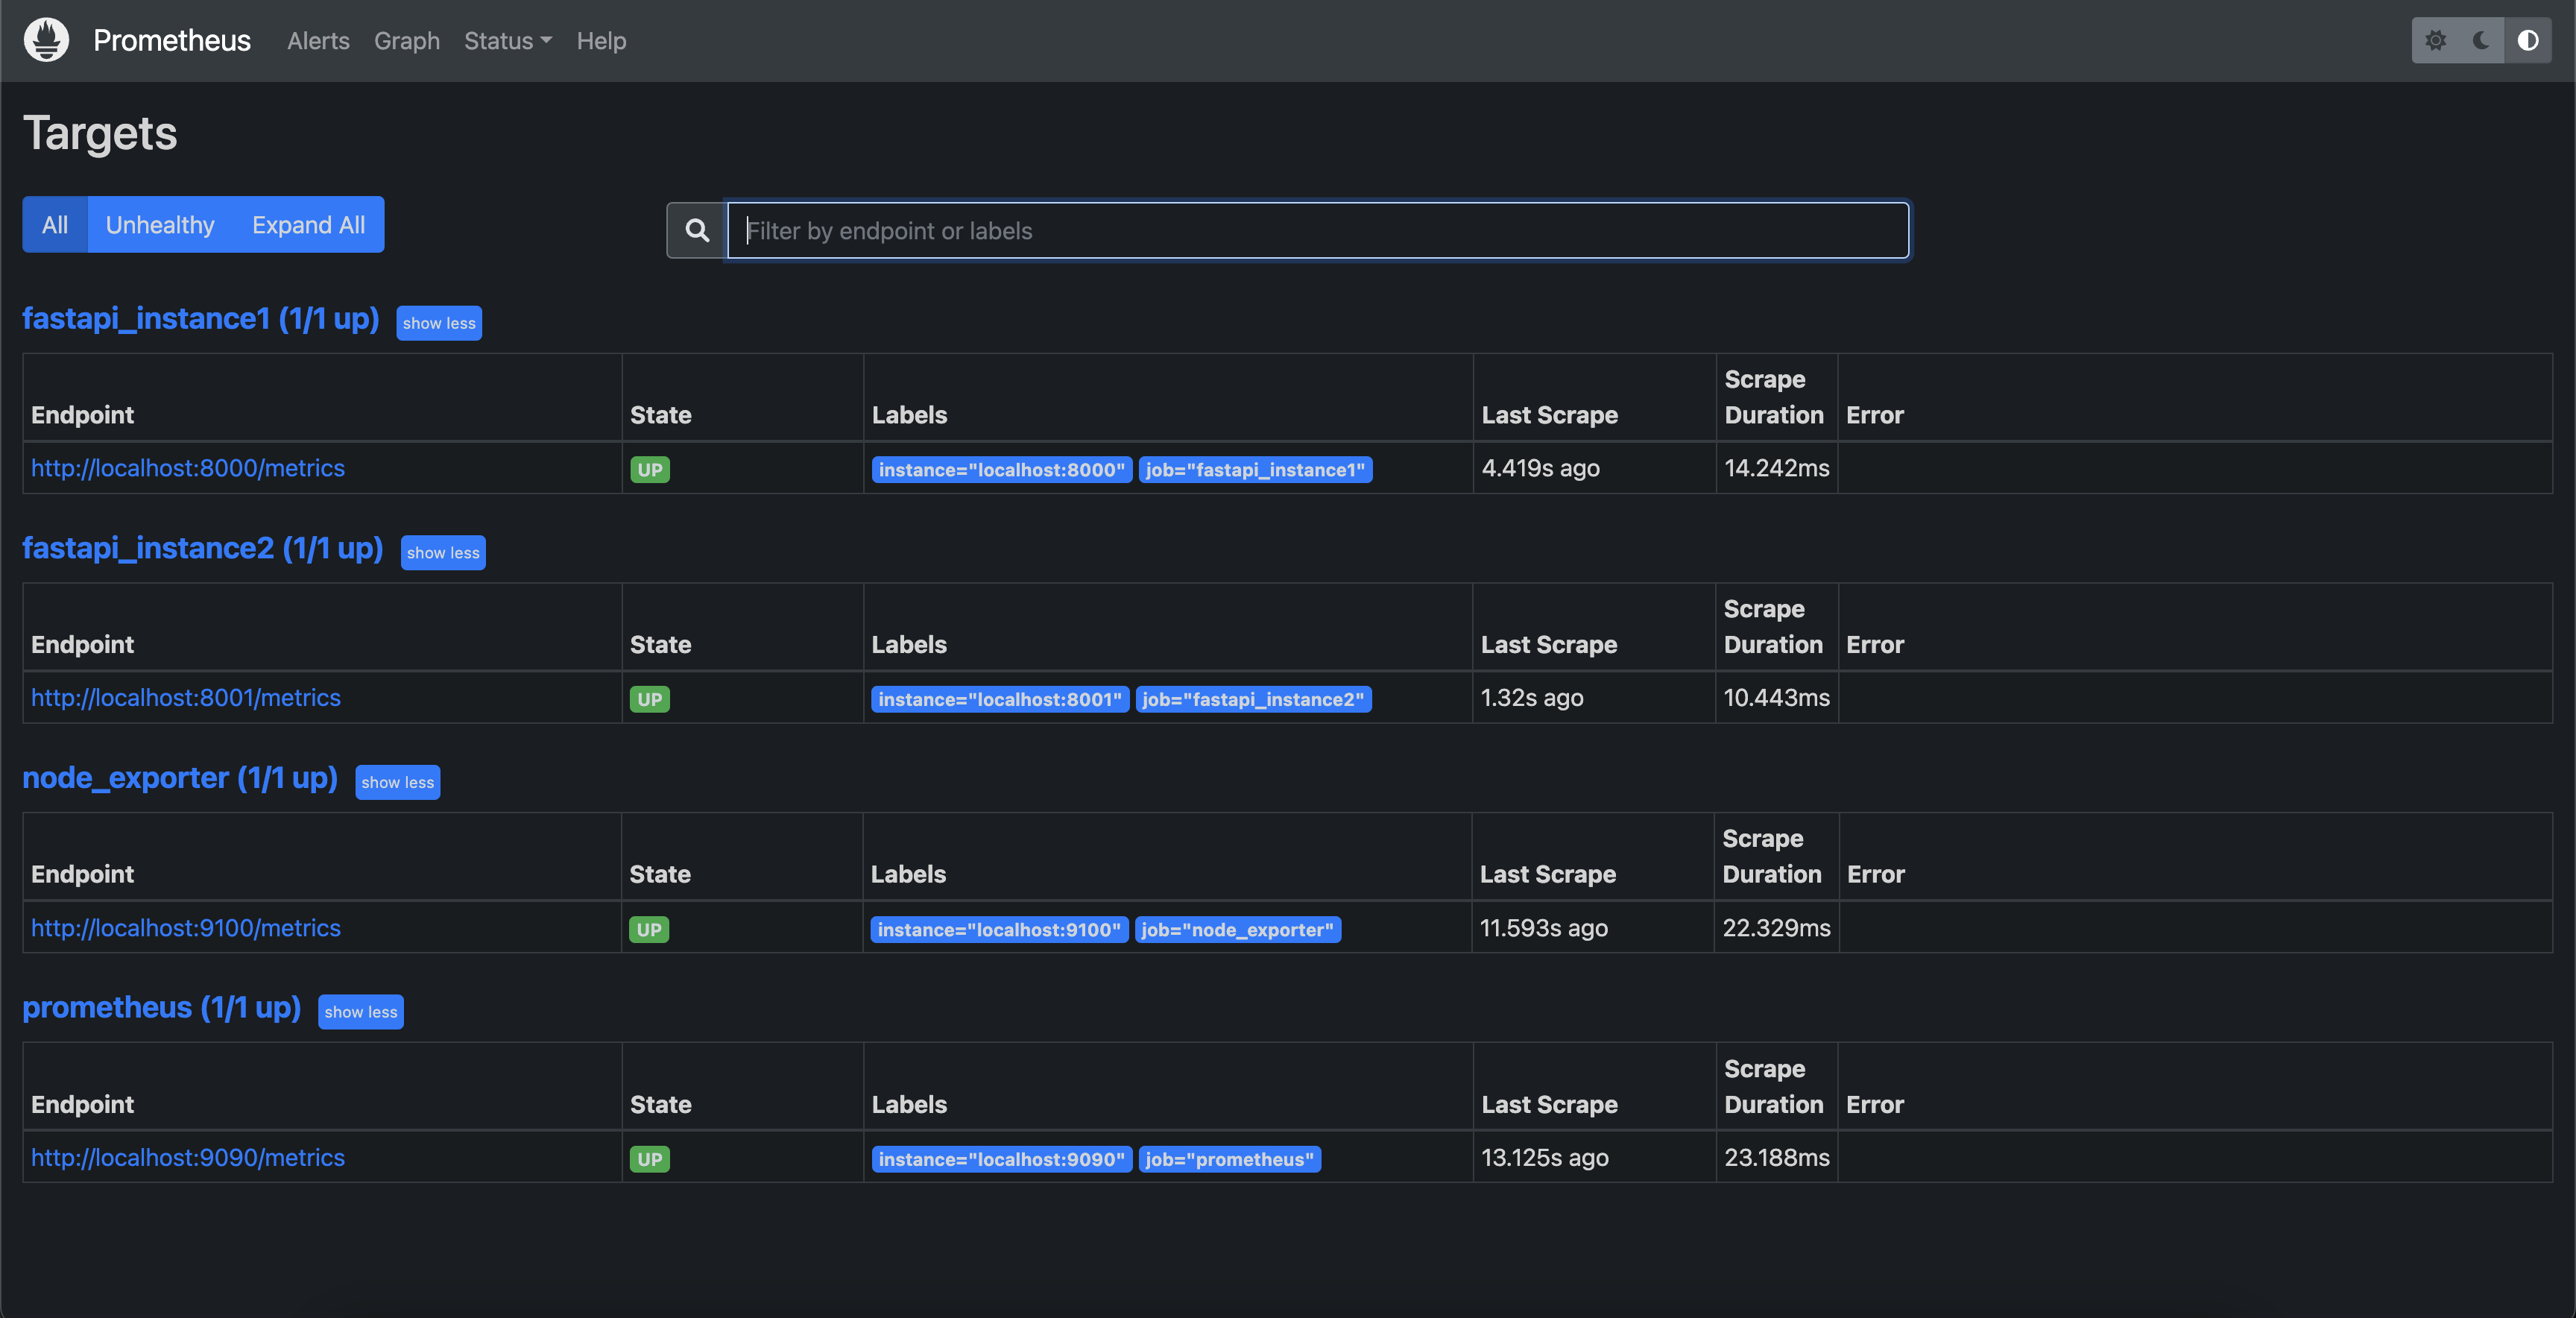 Prometheus Alerts Graph Status Help
Targets
All Unhealthy Expand All
Filter by endpoint or labels
fastapi_instance1 (1/1 up) show less
Endpoint State Labels Last Scrape Scrape Duration Error
http://localhost:8000/metrics UP instance="localhost:8000" job="fastapi_instance1" 4.419s ago 14.242ms
fastapi_instance2 (1/1 up) show less
Endpoint State Labels Last Scrape Scrape Duration Error
http://localhost:8001/metrics UP instance="localhost:8001" job="fastapi_instance2" 1.32s ago 10.443ms
node_exporter (1/1 up) show less
Endpoint State Labels Last Scrape Scrape Duration Error
http://localhost:9100/metrics UP instance="localhost:9100" job="node_exporter" 11.593s ago 22.329ms
prometheus (1/1 up) show less
Endpoint State Labels Last Scrape Scrape Duration Error
http://localhost:9090/metrics UP instance="localhost:9090" job="prometheus" 13.125s ago 23.188ms